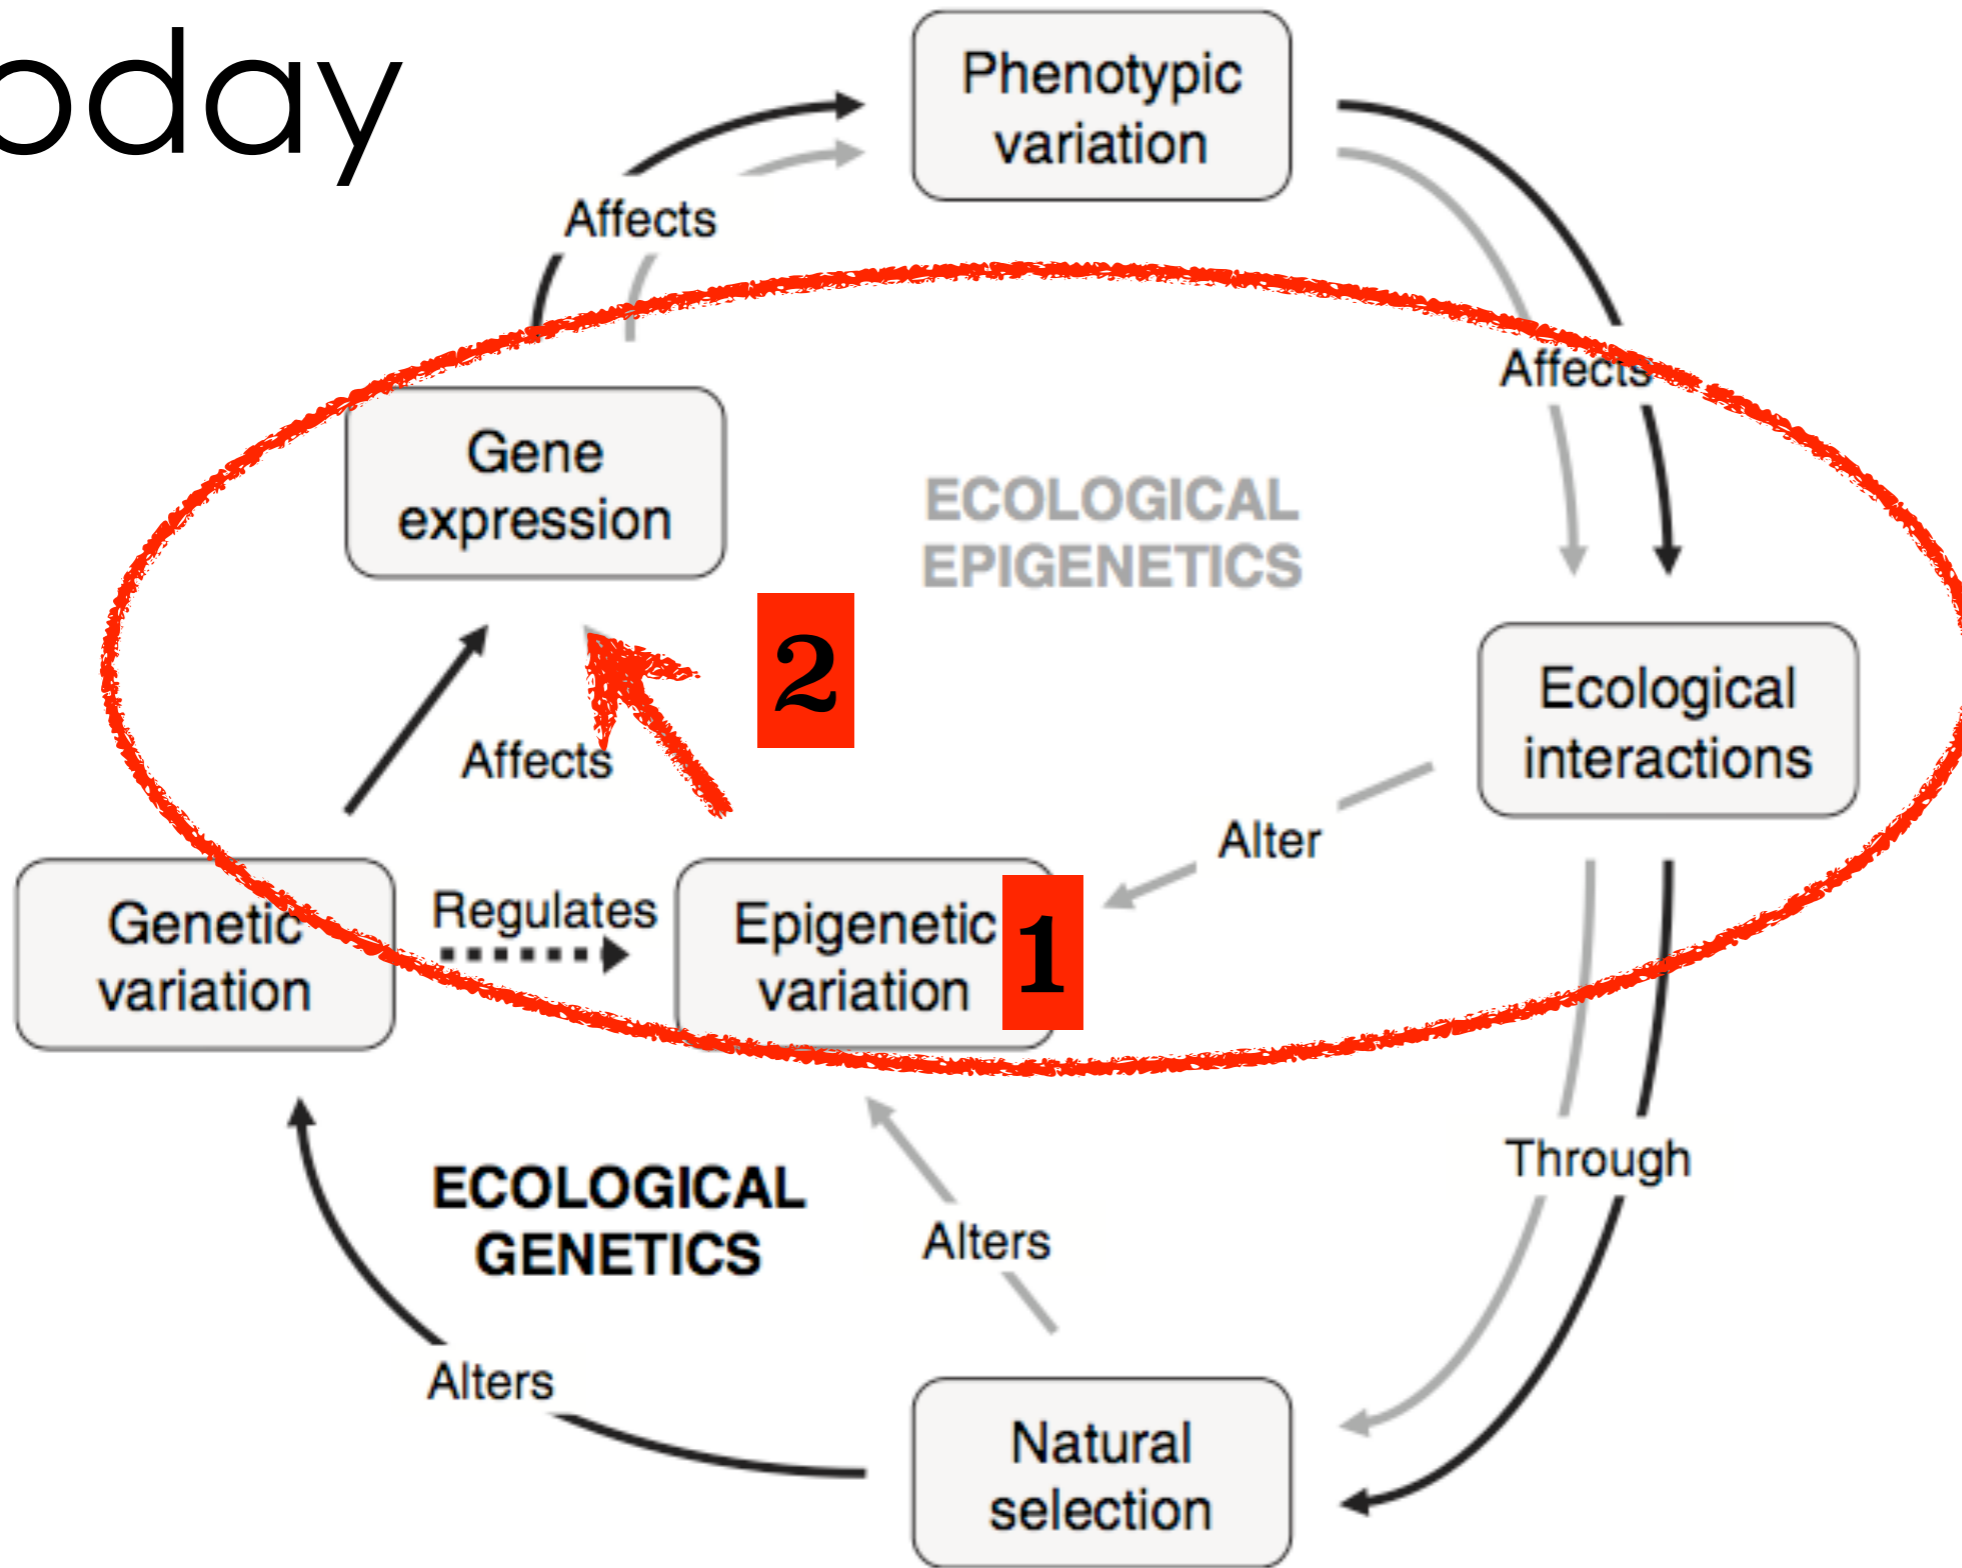 oday
Phenotypic
variation
Affects
Affects
Gene
expression
ECOLOGICAL
EPIGENETICS
2
Ecological
interactions
Affects
Alter
Genetic
variation
Regulates
Epigenetic
variation
1
Through
ECOLOGICAL
GENETICS
Alters
Alters
Natural
selection